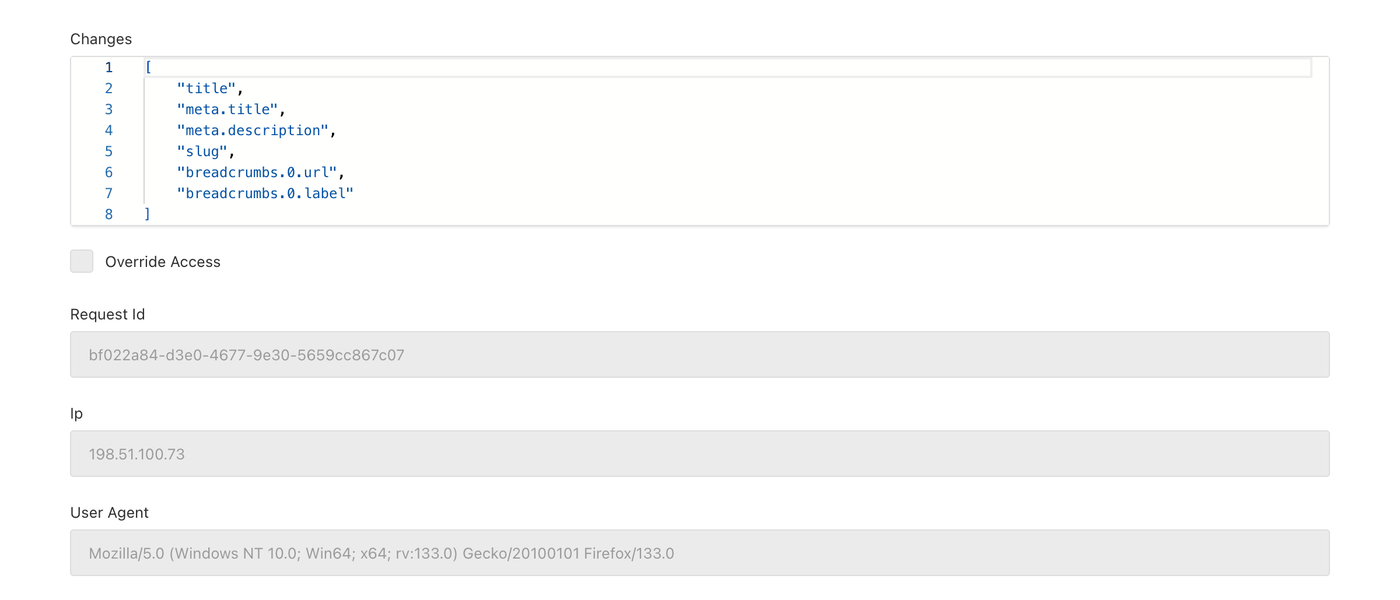 Changes
1 [
2 "title",
3 "meta.title",
4 "meta.description",
5 "slug",
6 "breadcrumbs.0.url",
7 "breadcrumbs.0.label"
8 ]
Override Access
Request Id
bf022a84-d3e0-4677-9e30-5659cc867c07
Ip
198.51.100.73
User Agent
Mozilla/5.0 (Windows NT 10.0; Win64; x64; rv:133.0) Gecko/20100101 Firefox/133.0